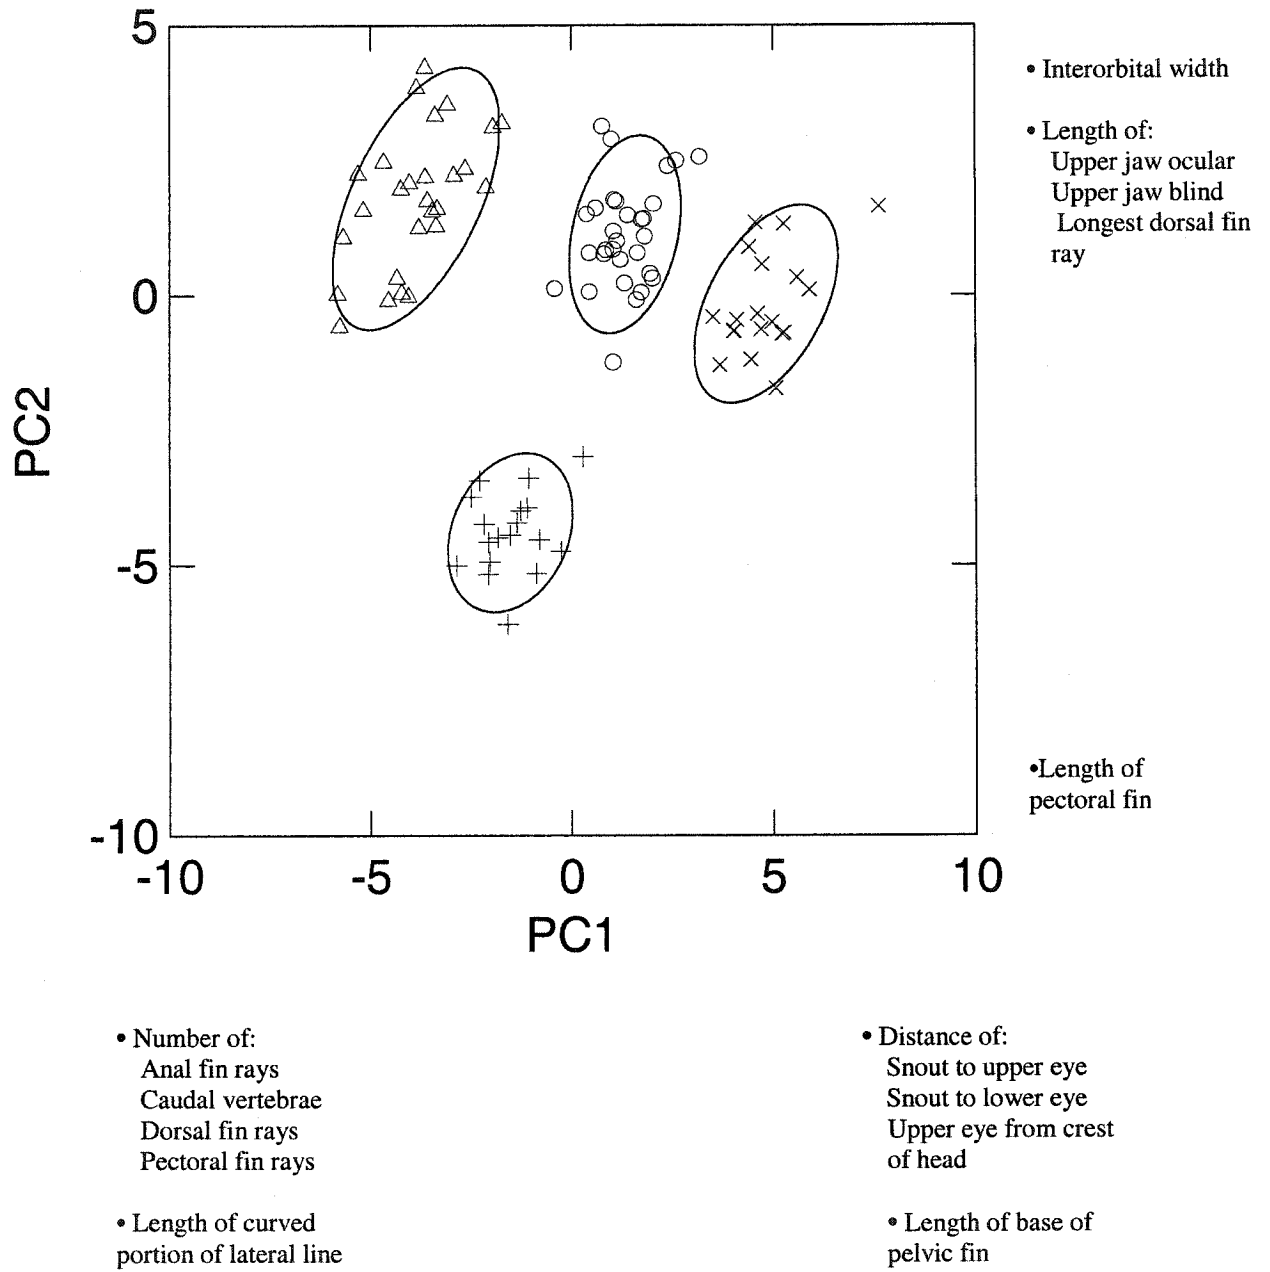 5
0
-5
-10
PC2
-10
-5
0
5
10
PC1
• Interorbital width
• Length of:
Upper jaw ocular
Upper jaw blind
Longest dorsal fin
ray
•Length of
pectoral fin
• Number of:
Anal fin rays
Caudal vertebrae
Dorsal fin rays
Pectoral fin rays
• Length of curved
portion of lateral line
• Distance of:
Snout to upper eye
Snout to lower eye
Upper eye from crest
of head
• Length of base of
pelvic fin